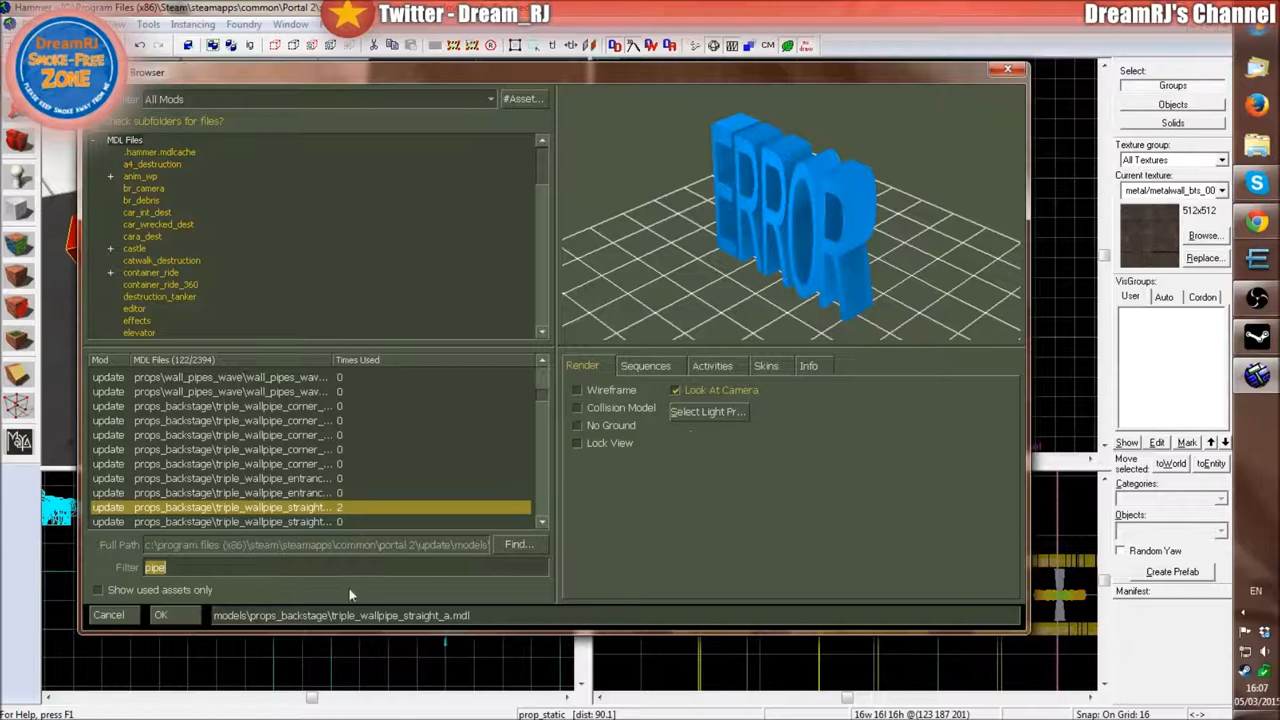 Hammer - [C:\Program Files (x86)\Steam\steamapps\common\Portal 2
Twitter - Dream_RJ
DreamRJ's Channel
DreamRJ
SMOKE-FREE
ZONE
PLEASE KEEP SMOKE AWAY FROM ME
Tools
Instancing
Foundry
Window
Browser
All Mods
#Asset...
Check subfolders for files?
MDL Files
.hammer.mdlcache
a4_destruction
anim_wp
br_camera
br_debris
car_int_dest
car_wrecked_dest
cara_dest
castle
catwalk_destruction
container_ride
container_ride_360
destruction_tanker
editor
effects
elevator
ERROR
Mod
MDL Files (122/2394)
Times Used
update props\wall_pipes_wave\wall_pipes_wav... 0
update props\wall_pipes_wave\wall_pipes_wav... 0
update props_backstage\triple_wallpipe_corner_... 0
update props_backstage\triple_wallpipe_corner_... 0
update props_backstage\triple_wallpipe_corner_... 0
update props_backstage\triple_wallpipe_corner_... 0
update props_backstage\triple_wallpipe_corner_... 0
update props_backstage\triple_wallpipe_entranc... 0
update props_backstage\triple_wallpipe_entranc... 0
update props_backstage\triple_wallpipe_straight... 2
update props_backstage\triple_wallpipe_straight... 0
Full Path c:\program files (x86)\steam\steamapps\common\portal 2\update\models\
Find...
Filter pipe
Show used assets only
Cancel
OK
models\props_backstage\triple_wallpipe_straight_a.mdl
Render
Sequences
Activities
Skins
Info
Wireframe
Look At Camera
Collision Model
Select Light Pr...
No Ground
Lock View
Select:
Groups
Objects
Solids
Texture group:
All Textures
Current texture:
metal/metalwall_bts_00
512x512
Browse...
Replace...
VisGroups:
User
Auto
Cordon
Show
Edit
Mark
Move
selected:
toWorld
toEntity
Categories:
Objects:
Random Yaw
Create Prefab
Manifest:
EN
16:07
05/03/2015
For Help, press F1
prop_static
[dist: 90.1]
16w 16l 16h @(123 187 201)
Snap: On Grid: 16
<->